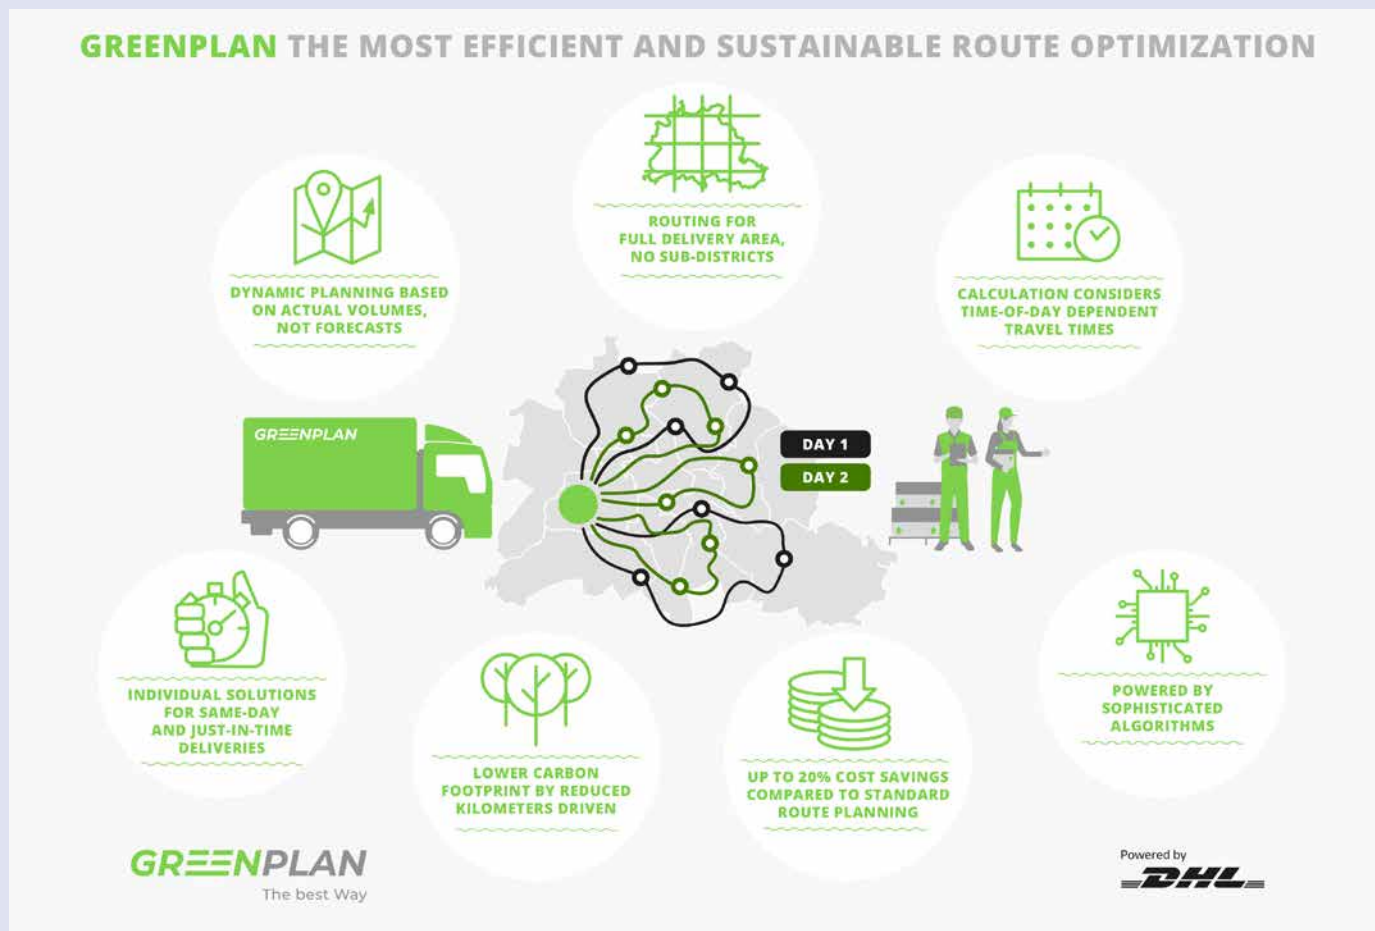 GREENPLAN THE MOST EFFICIENT AND SUSTAINABLE ROUTE OPTIMIZATION
ROUTING FOR
FULL DELIVERY AREA,
NO SUB-DISTRICTS
DYNAMIC PLANNING BASED
ON ACTUAL VOLUMES,
NOT FORECASTS
CALCULATION CONSIDERS
TIME-OF-DAY DEPENDENT
TRAVEL TIMES
GREENPLAN
DAY 1
DAY 2
INDIVIDUAL SOLUTIONS
FOR SAME-DAY
AND JUST-IN-TIME
DELIVERIES
LOWER CARBON
FOOTPRINT BY REDUCED
KILOMETERS DRIVEN
UP TO 20% COST SAVINGS
COMPARED TO STANDARD
ROUTE PLANNING
POWERED BY
SOPHISTICATED
ALGORITHMS
GREENPLAN
The best Way
Powered by
DHL